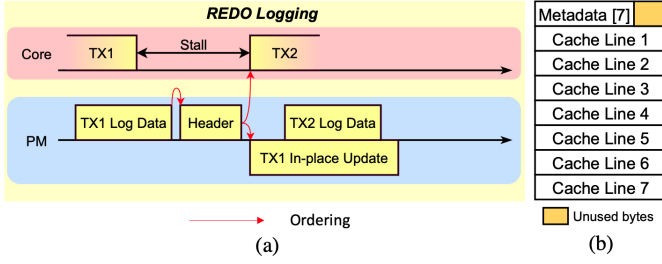 REDO Logging
Core
TX1
Stall
TX2
PM
TX1 Log Data
Header
TX2 Log Data
TX1 In-place Update
Ordering
(a)
Metadata [7]
Cache Line 1
Cache Line 2
Cache Line 3
Cache Line 4
Cache Line 5
Cache Line 6
Cache Line 7
Unused bytes
(b)